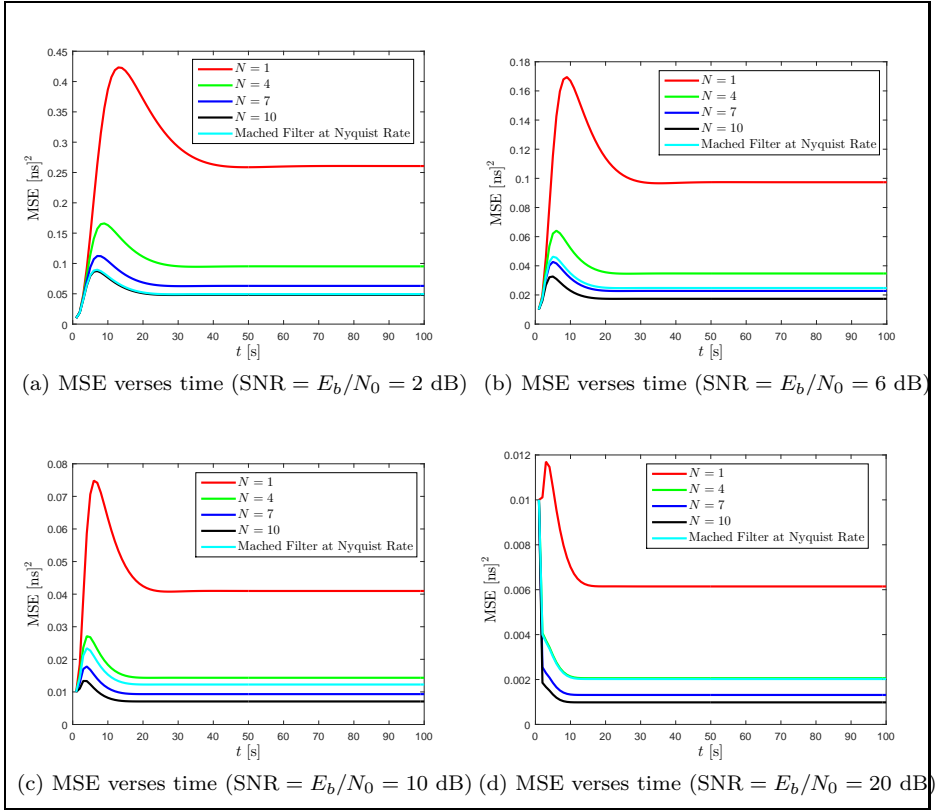 0.45
0.4
0.35
0.3
0.25
0.2
0.15
0.1
0.05
0
MSE [ns]²
N = 1
N = 4
N = 7
N = 10
Mached Filter at Nyquist Rate
0 10 20 30 40 50 60 70 80 90 100
t [s]
(a) MSE verses time (SNR = E_b/N_0 = 2 dB)
0.18
0.16
0.14
0.12
0.1
0.08
0.06
0.04
0.02
0
MSE [ns]²
N = 1
N = 4
N = 7
N = 10
Mached Filter at Nyquist Rate
0 10 20 30 40 50 60 70 80 90 100
t [s]
(b) MSE verses time (SNR = E_b/N_0 = 6 dB)
0.08
0.07
0.06
0.05
0.04
0.03
0.02
0.01
0
MSE [ns]²
N = 1
N = 4
N = 7
N = 10
Mached Filter at Nyquist Rate
0 10 20 30 40 50 60 70 80 90 100
t [s]
(c) MSE verses time (SNR = E_b/N_0 = 10 dB)
0.012
0.01
0.008
0.006
0.004
0.002
0
MSE [ns]²
N = 1
N = 4
N = 7
N = 10
Mached Filter at Nyquist Rate
0 10 20 30 40 50 60 70 80 90 100
t [s]
(d) MSE verses time (SNR = E_b/N_0 = 20 dB)